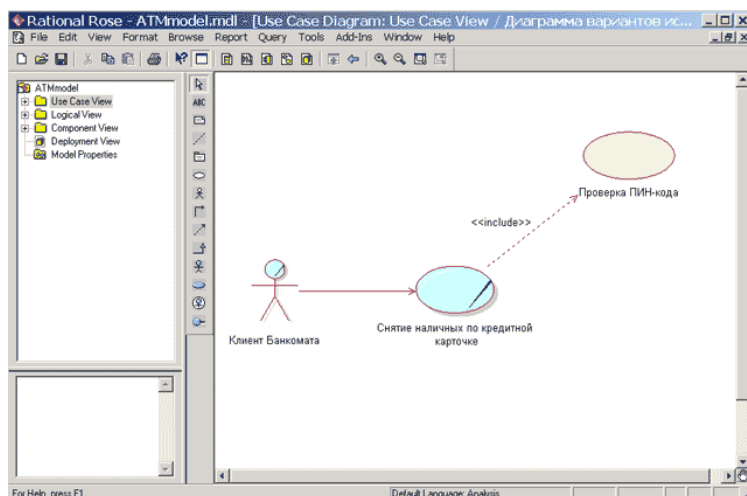 Rational Rose - ATMmodel.mdl - [Use Case Diagram: Use Case View / Диаграмма вариантов ис...
File Edit View Format Browse Report Query Tools Add-Ins Window Help
ATMmodel
Use Case View
Logical View
Component View
Deployment View
Model Properties
ABC
Проверка ПИН-кода
<<include>>
Снятие наличных по кредитной
карточке
Клиент Банкомата
For Help, press F1
Default Language: Analysis